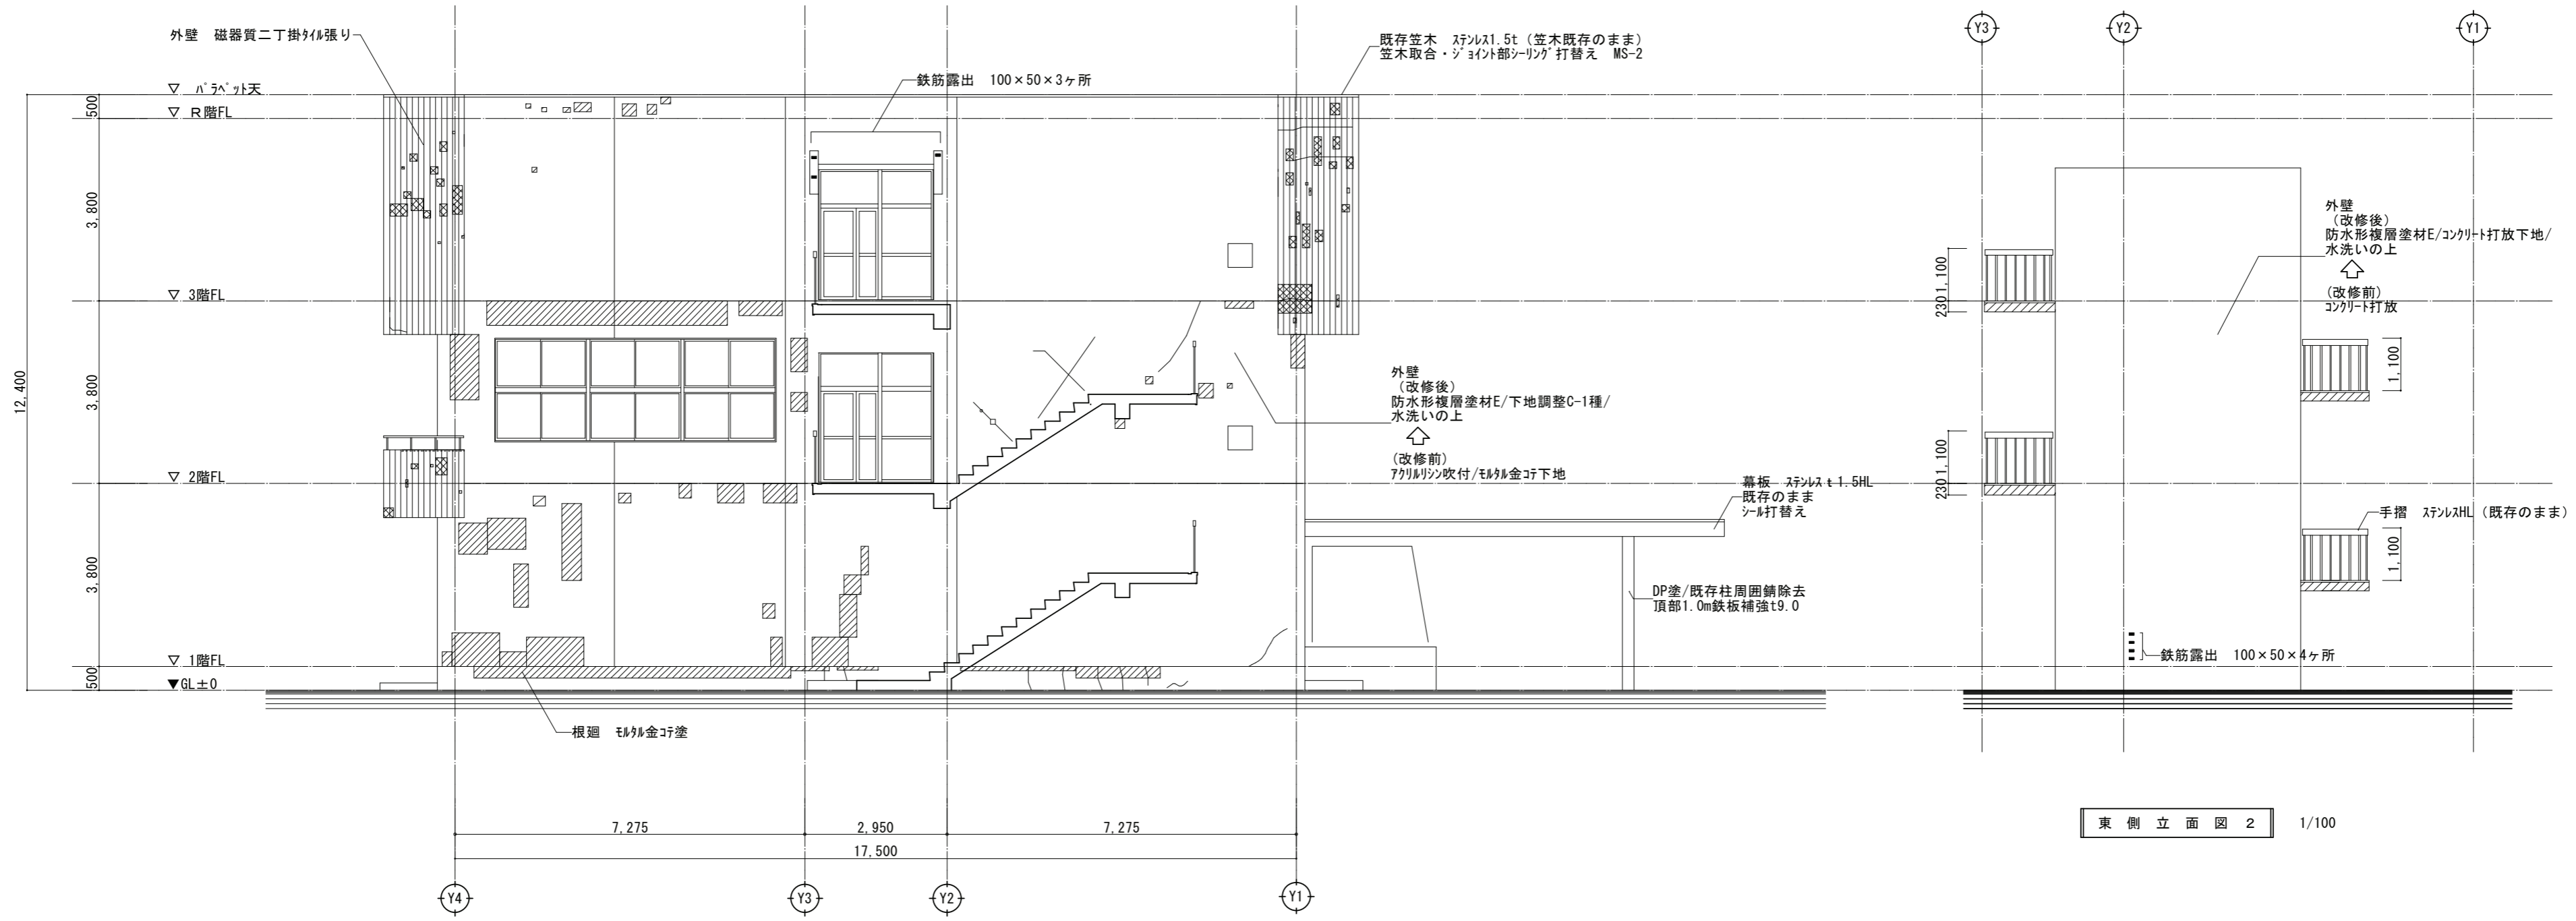 外壁　磁器質二丁掛ﾀｲﾙ張り
既存笠木　ｽﾃﾝﾚｽ1.5t（笠木既存のまま）
笠木取合・ｼﾞｮｲﾝﾄ部ｼｰﾘﾝｸﾞ打替え　MS-2
鉄筋露出　100×50×3ヶ所
Y3
Y2
Y1
▽ ﾊﾟﾗﾍﾟｯﾄ天
▽ R階FL
▽ 3階FL
▽ 2階FL
▽ 1階FL
▼GL±0
12,400
500
3,800
3,800
3,800
500
外壁
（改修後）
防水形複層塗材E/ｺﾝｸﾘｰﾄ打放下地/
水洗いの上
(改修前)
ｺﾝｸﾘｰﾄ打放
2301,100
2301,100
1,100
1,100
外壁
（改修後）
防水形複層塗材E/下地調整C-1種/
水洗いの上
(改修前)
ｱｸﾘﾙﾘｼﾝ吹付/ﾓﾙﾀﾙ金ｺﾃ下地
幕板　ｽﾃﾝﾚｽｔ1.5HL
既存のまま
ｼｰﾙ打替え
手摺　ｽﾃﾝﾚｽHL（既存のまま）
DP塗/既存柱周囲錆除去
頂部1.0m鉄板補強t9.0
鉄筋露出　100×50×4ヶ所
根廻　ﾓﾙﾀﾙ金ｺﾃ塗
7,275
2,950
7,275
17,500
東側立面図2
1/100
Y4
Y3
Y2
Y1